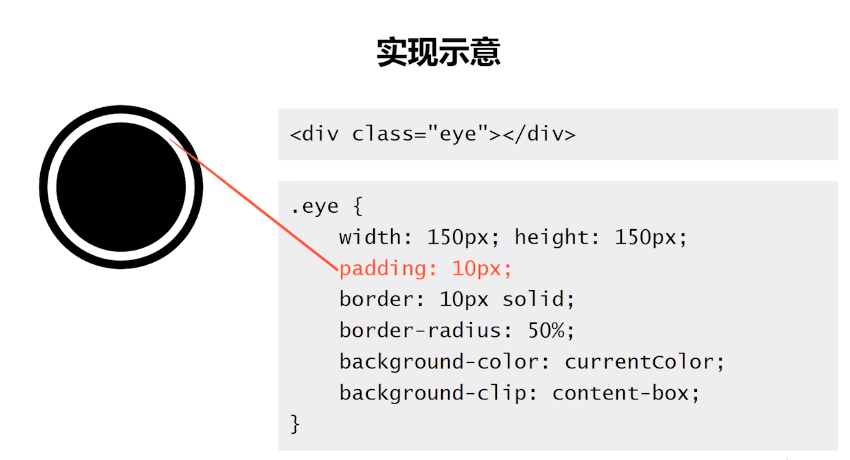 实现示意
<div class="eye"></div>
.eye {
width: 150px; height: 150px;
padding: 10px;
border: 10px solid;
border-radius: 50%;
background-color: currentColor;
background-clip: content-box;
}